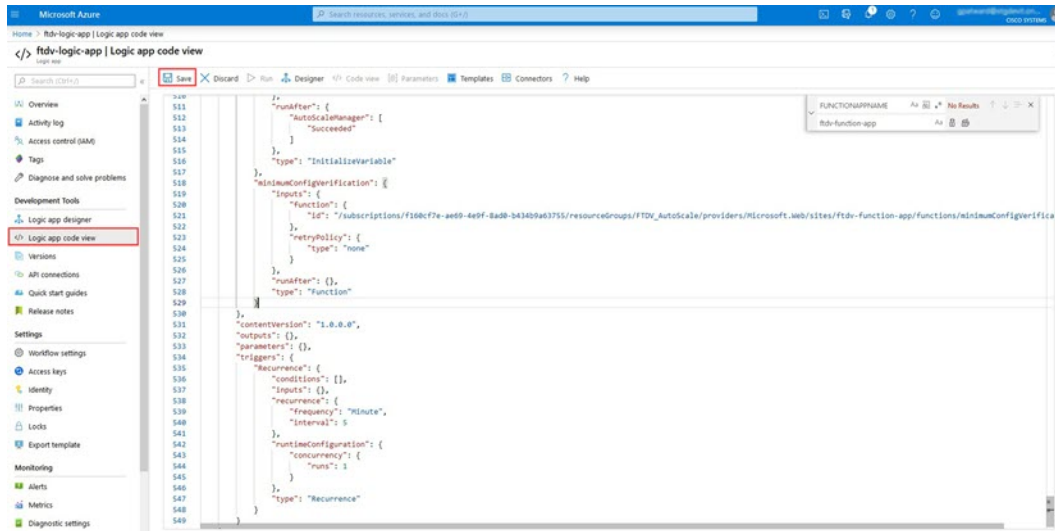 Microsoft Azure
Search resources, services, and docs (G+/)
CISCO SYSTEMS
Home > ftdv-logic-app | Logic app code view
</> ftdv-logic-app | Logic app code view
Logic app
Search (Ctrl+/)
Save Discard Run Designer </> Code view [@] Parameters Templates Connectors ? Help
Overview
Activity log
Access control (IAM)
Tags
Diagnose and solve problems
Development Tools
Logic app designer
</> Logic app code view
Versions
API connections
Quick start guides
Release notes
Settings
Workflow settings
Access keys
Identity
Properties
Locks
Export template
Monitoring
Alerts
Metrics
Diagnostic settings
FUNCTIONAPPNAME Aa No Results
ftdv-function-app
510 },
511 "runAfter": {
512 "AutoScaleManager": [
513 "Succeeded"
514 ]
515 },
516 "type": "InitializeVariable"
517 },
518 "minimumConfigVerification": {
519 "inputs": {
520 "function": {
521 "id": "/subscriptions/f160cf7e-ae69-4e9f-8ad0-b434b9a63755/resourceGroups/FTDV_AutoScale/providers/Microsoft.Web/sites/ftdv-function-app/functions/minimumConfigVerifica
522 },
523 "retryPolicy": {
524 "type": "none"
525 }
526 },
527 "runAfter": {},
528 "type": "Function"
529 }
530 },
531 "contentVersion": "1.0.0.0",
532 "outputs": {},
533 "parameters": {},
534 "triggers": {
535 "Recurrence": {
536 "conditions": [],
537 "inputs": {},
538 "recurrence": {
539 "frequency": "Minute",
540 "interval": 5
541 },
542 "runtimeConfiguration": {
543 "concurrency": {
544 "runs": 1
545 }
546 },
547 "type": "Recurrence"
548 }
549 }